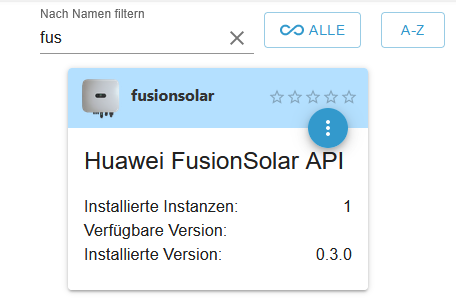 Nach Namen filtern
fus
ALLE
A-Z
fusionsolar
Huawei FusionSolar API
Installierte Instanzen: 1
Verfügbare Version:
Installierte Version: 0.3.0